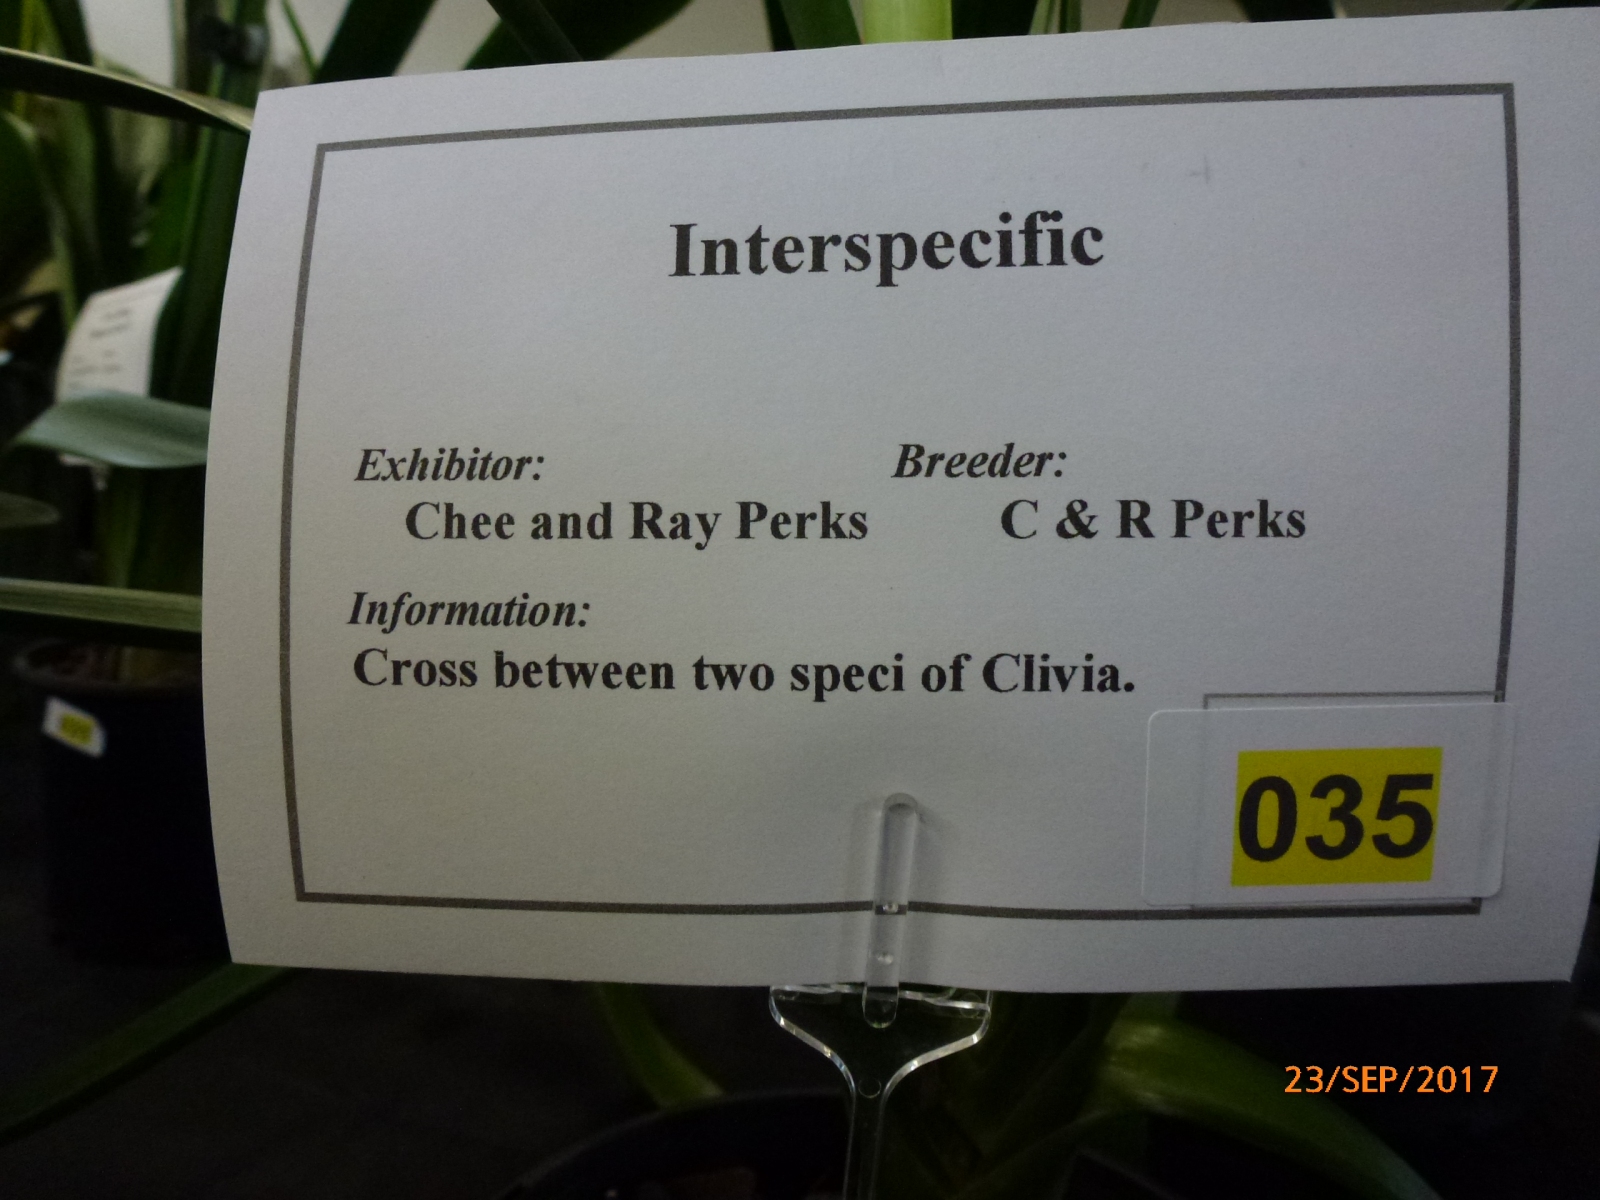 Interspecific
Exhibitor: Breeder:
Chee and Ray Perks C & R Perks
Information:
Cross between two speci of Clivia.
035
23/SEP/2017